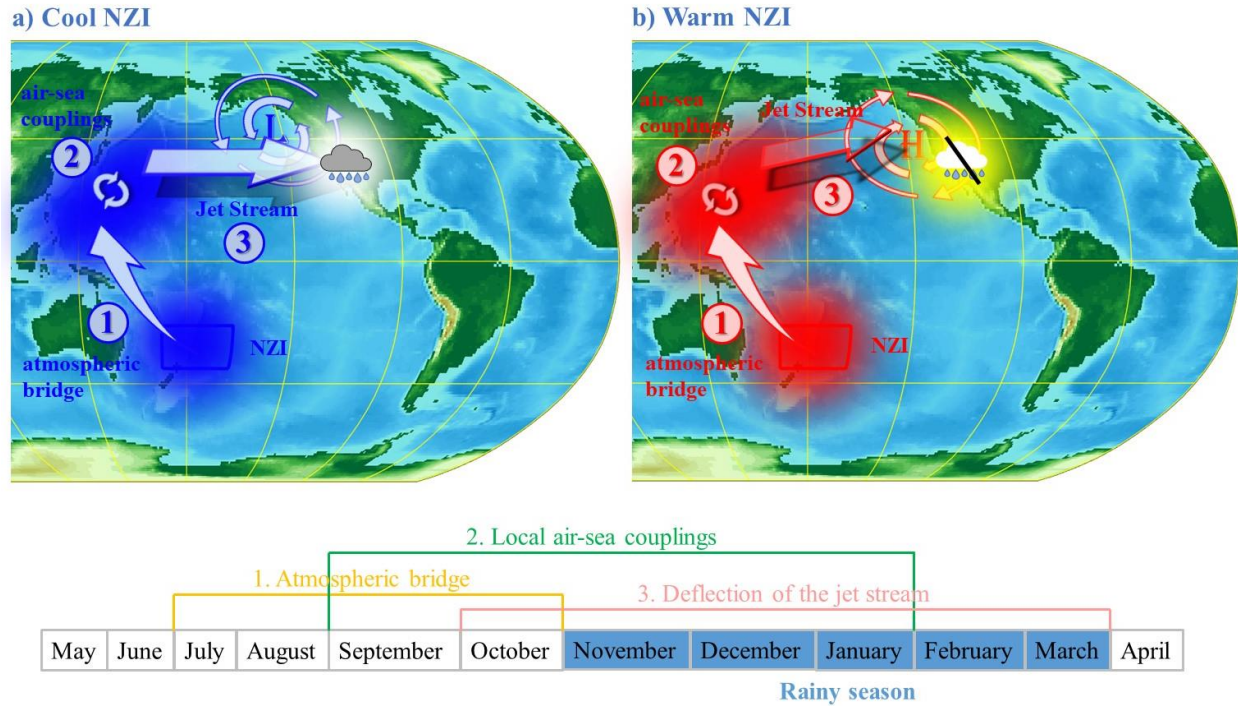 a) Cool NZI
air-sea
couplings
2
L
Jet Stream
3
1
NZI
atmospheric
bridge
b) Warm NZI
air-sea
couplings
Jet Stream
2
H
3
1
NZI
atmospheric
bridge
2. Local air-sea couplings
1. Atmospheric bridge
3. Deflection of the jet stream
May June July August September October November December January February March April
Rainy season